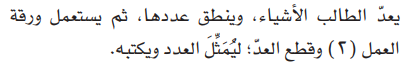 يعدّ الطالب الأشياء، وينطق عددها، ثم يستعمل ورقة
العمل (٢) وقطع العدّ؛ ليُمَثِّلَ العدد ويكتبه.